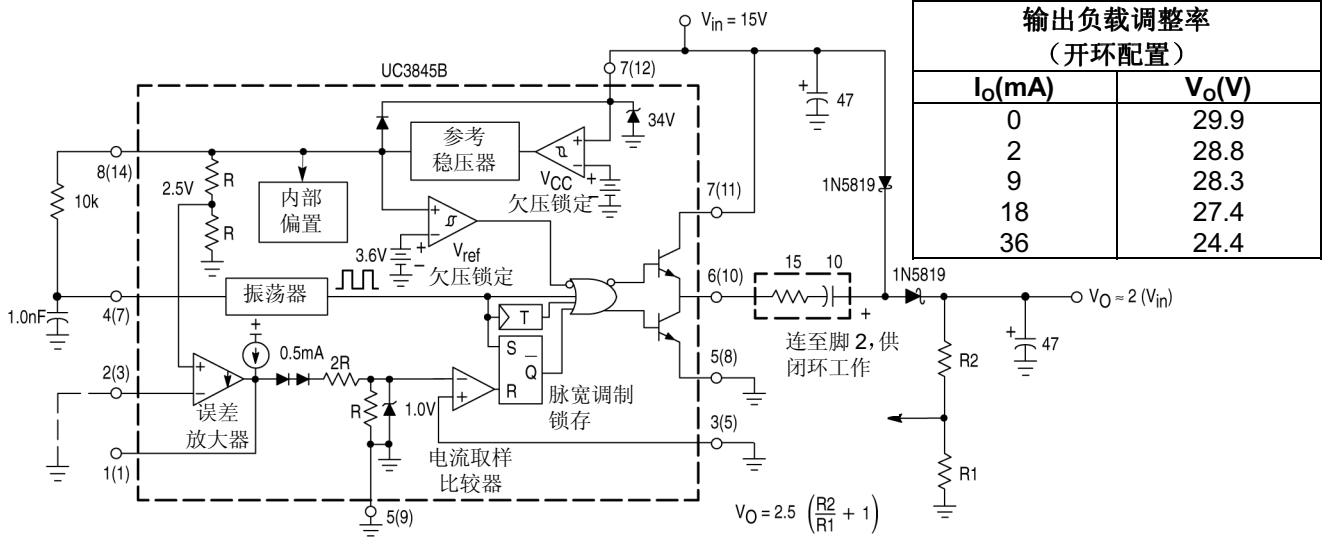 Vin = 15V
输出负载调整率
（开环配置）
IO(mA) VO(V)
0 29.9
2 28.8
9 28.3
18 27.4
36 24.4
UC3845B
7(12)
47
34V
参考
稳压器
8(14)
R
2.5V
10k
内部
偏置
R
VCC
欠压锁定
1N5819
7(11)
3.6V
Vref
欠压锁定
振荡器
4(7)
1.0nF
T
6(10)
15 10
1N5819
VO ≈ 2 (Vin)
连至脚 2，供
闭环工作
47
R2
0.5mA
2R
S
Q
R
脉宽调制
锁存
5(8)
2(3)
误差
放大器
R
1.0V
3(5)
电流取样
比较器
1(1)
R1
5(9)
VO = 2.5 (R2/R1 + 1)